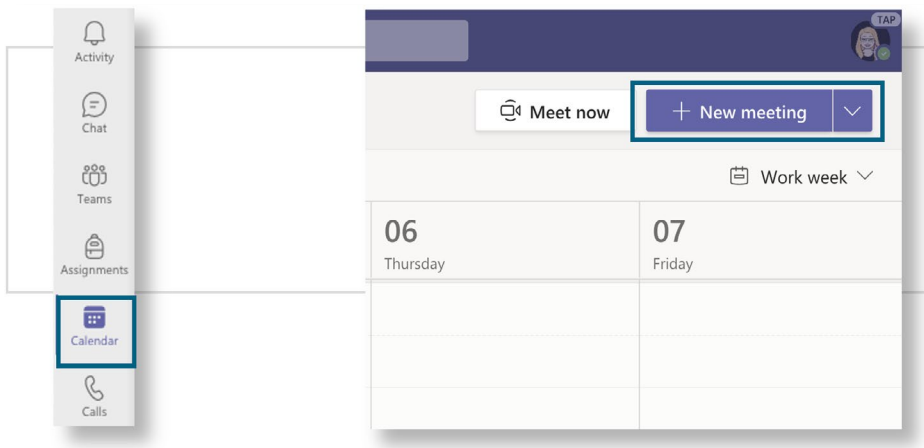 Activity
Chat
Teams
Assignments
Calendar
Calls
TAP
Meet now
+ New meeting
Work week
06
Thursday
07
Friday